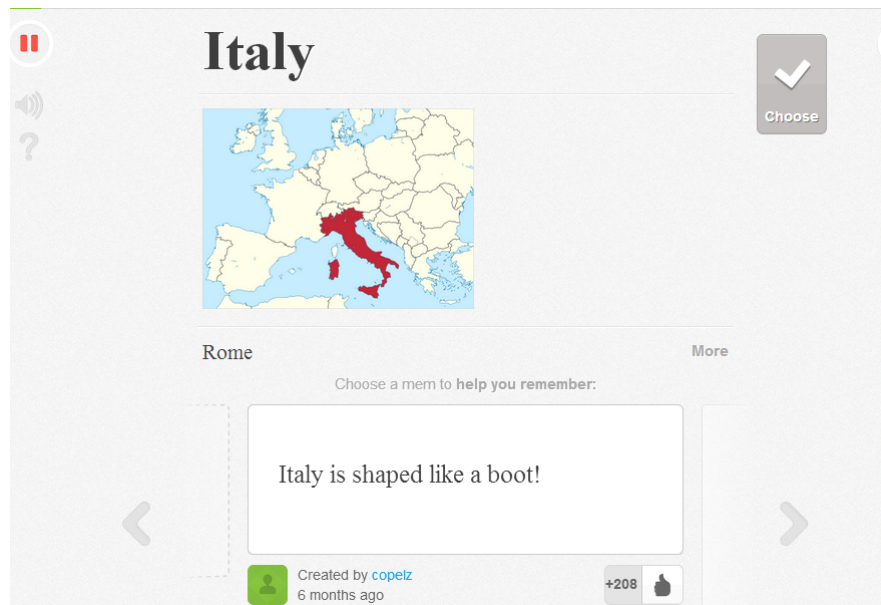 Italy
Choose
Rome
More
Choose a mem to help you remember:
Italy is shaped like a boot!
Created by copelz
6 months ago
+208